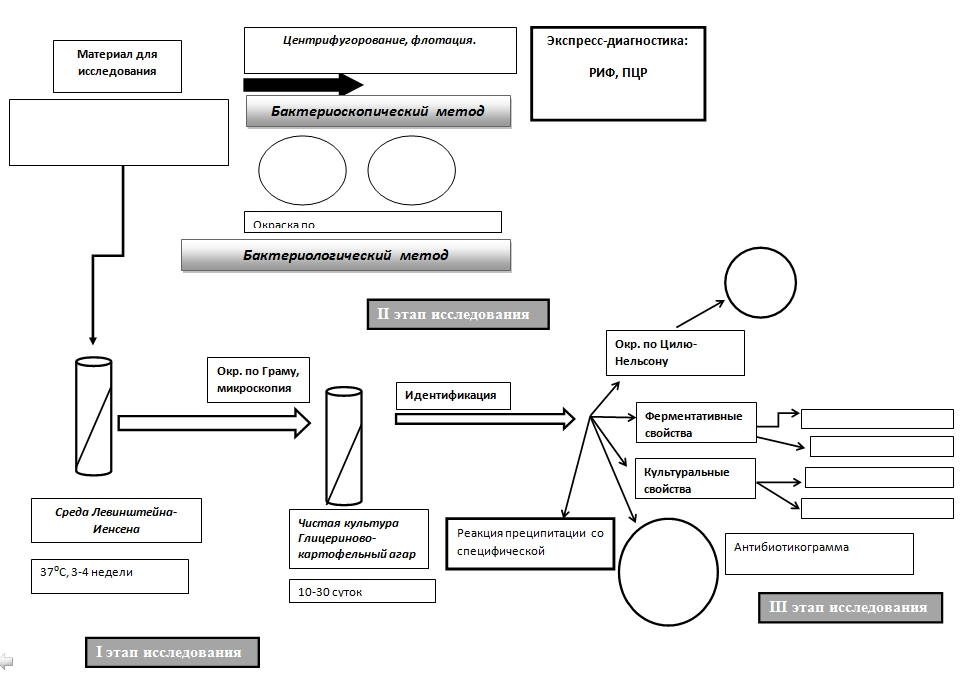 Материал для
исследования
Центрифугорование, флотация.
Экспресс-диагностика:
РИФ, ПЦР
Бактериоскопический метод
Окраска по
Бактериологический метод
II этап исследования
Окр. по Цилю-
Нельсону
Окр. по Граму,
микроскопия
Идентификация
Ферментативные
свойства
Культуральные
свойства
Среда Левинштейна-
Иенсена
37⁰С, 3-4 недели
Чистая культура
Глицериново-
картофельный агар
10-30 суток
Реакция преципитации со
специфической
Антибиотикограмма
III этап исследования
I этап исследования